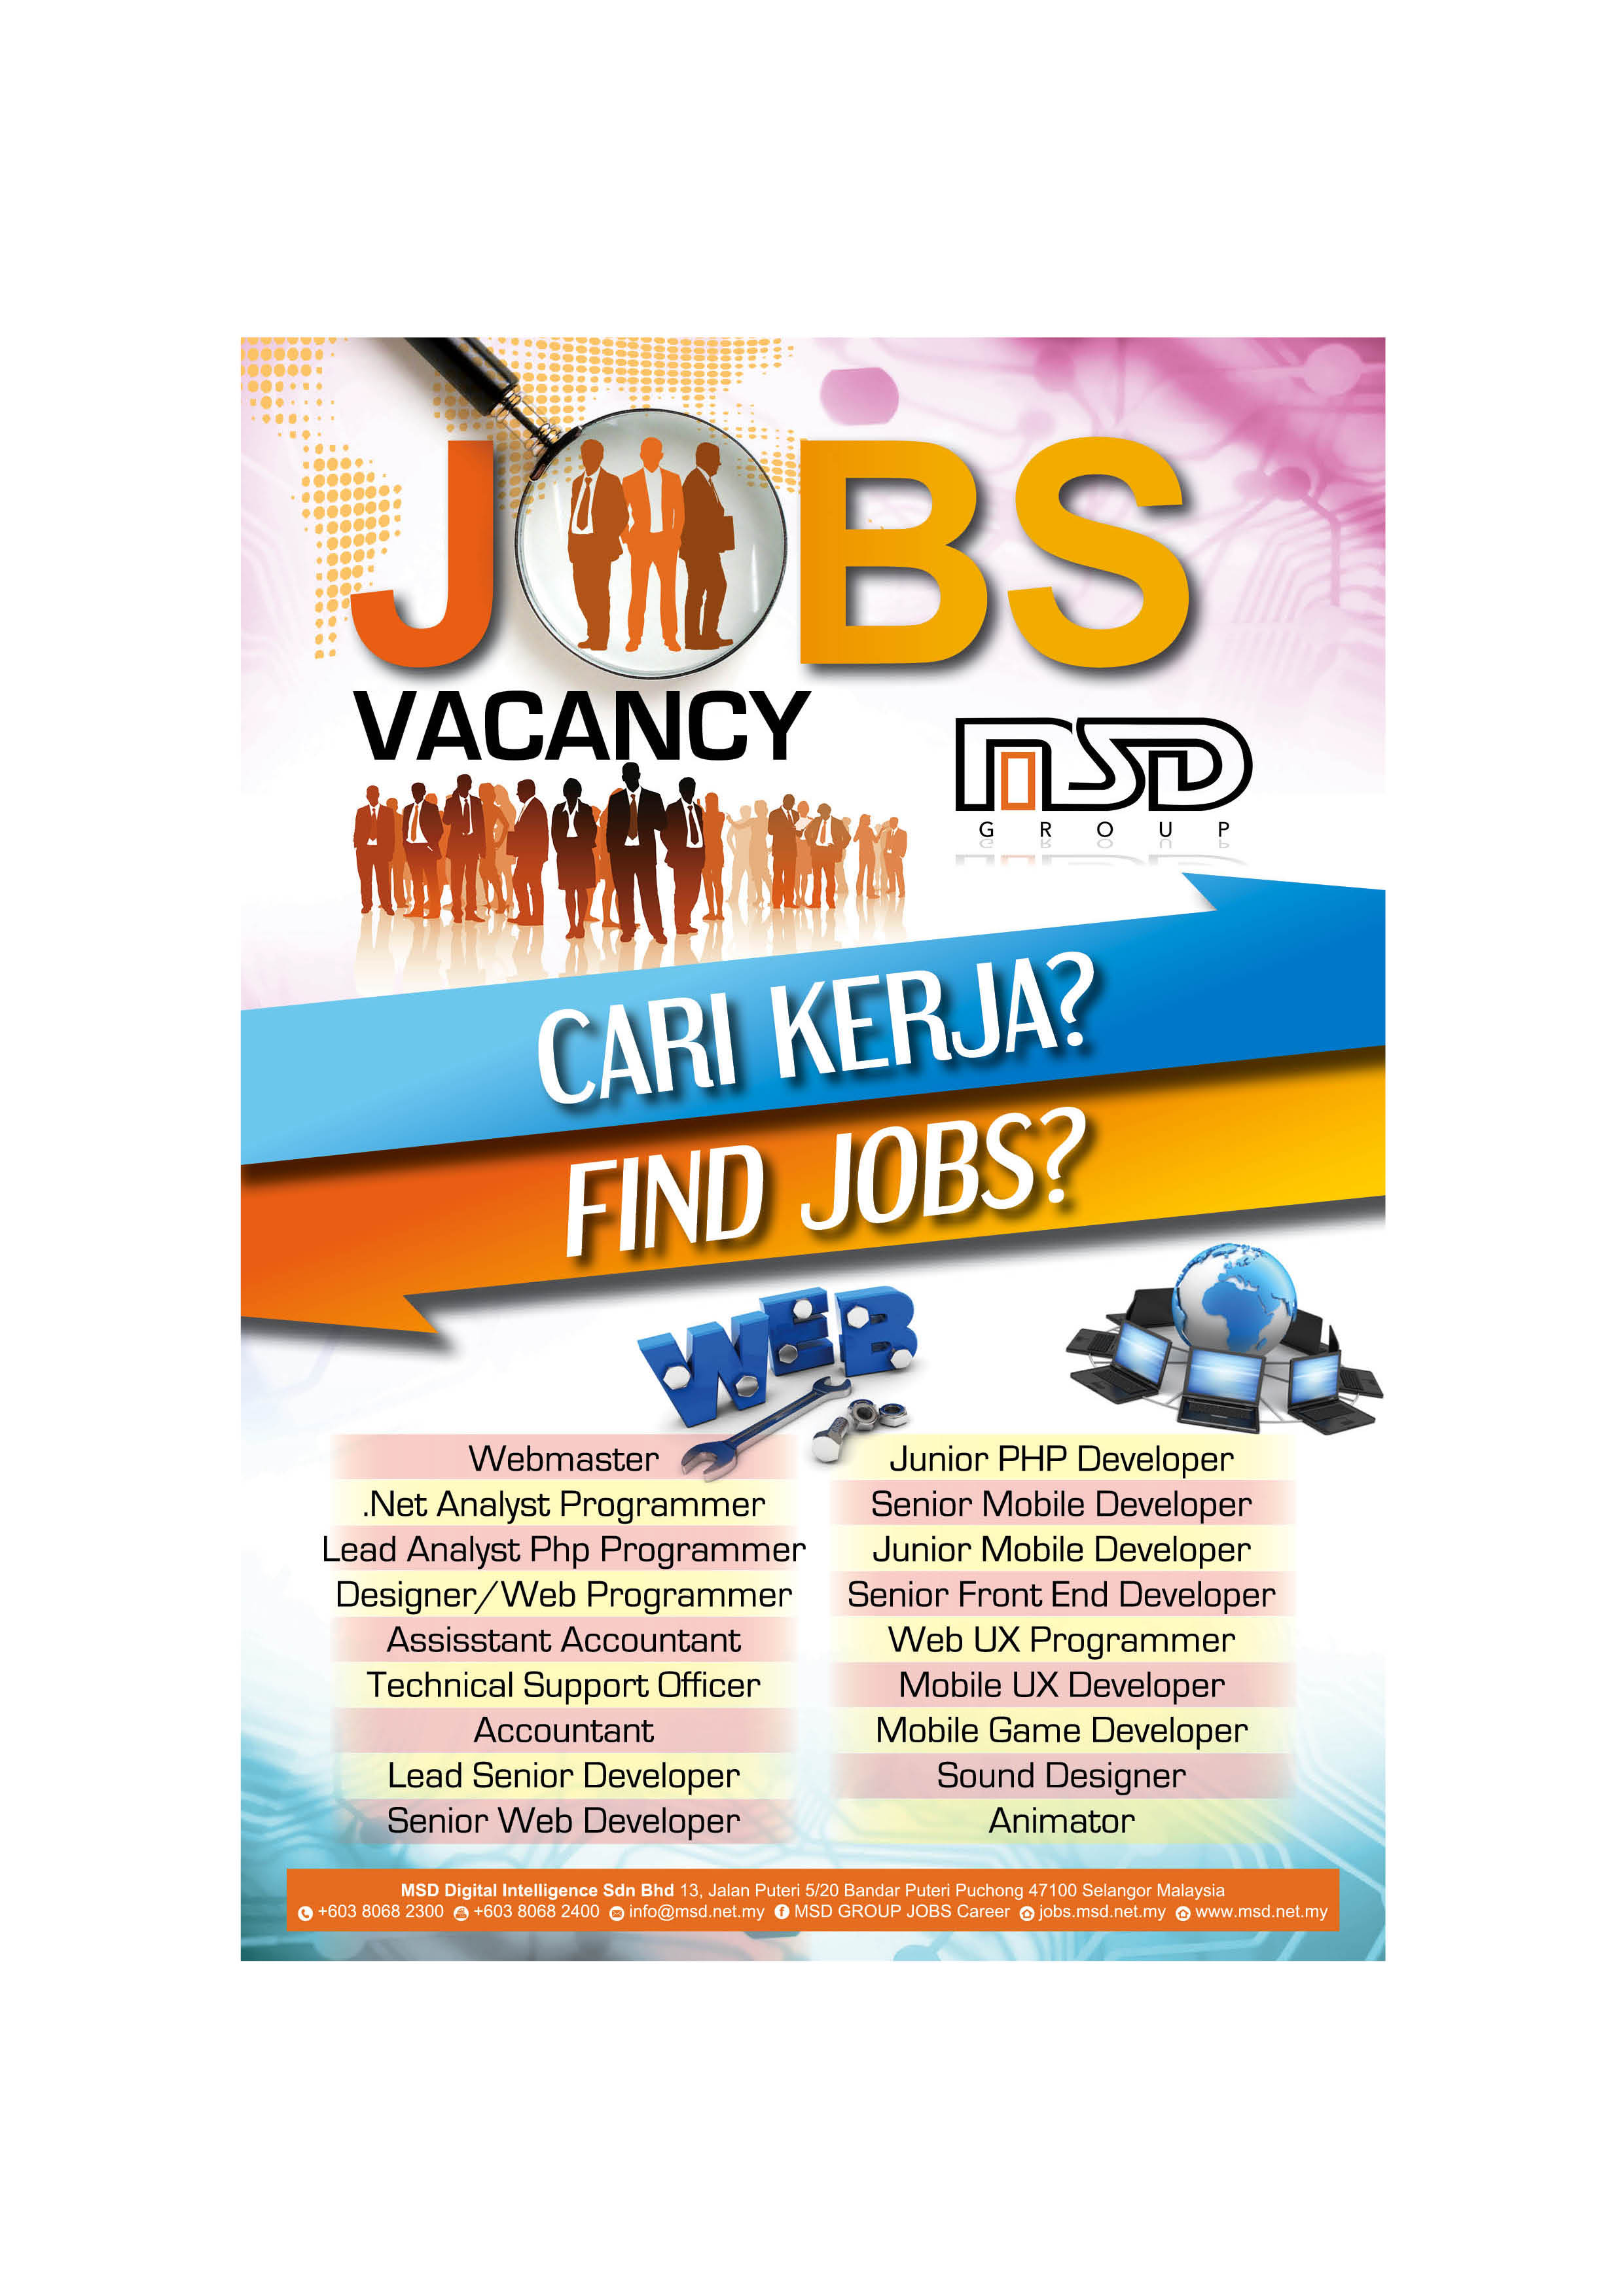 JOBS
VACANCY
MSD
GROUP
CARI KERJA?
FIND JOBS?
WEB
Webmaster
.Net Analyst Programmer
Lead Analyst Php Programmer
Designer/Web Programmer
Assisstant Accountant
Technical Support Officer
Accountant
Lead Senior Developer
Senior Web Developer
Junior PHP Developer
Senior Mobile Developer
Junior Mobile Developer
Senior Front End Developer
Web UX Programmer
Mobile UX Developer
Mobile Game Developer
Sound Designer
Animator
MSD Digital Intelligence Sdn Bhd 13, Jalan Puteri 5/20 Bandar Puteri Puchong 47100 Selangor Malaysia
+603 8068 2300 +603 8068 2400 info@msd.net.my MSD GROUP JOBS Career jobs.msd.net.my www.msd.net.my